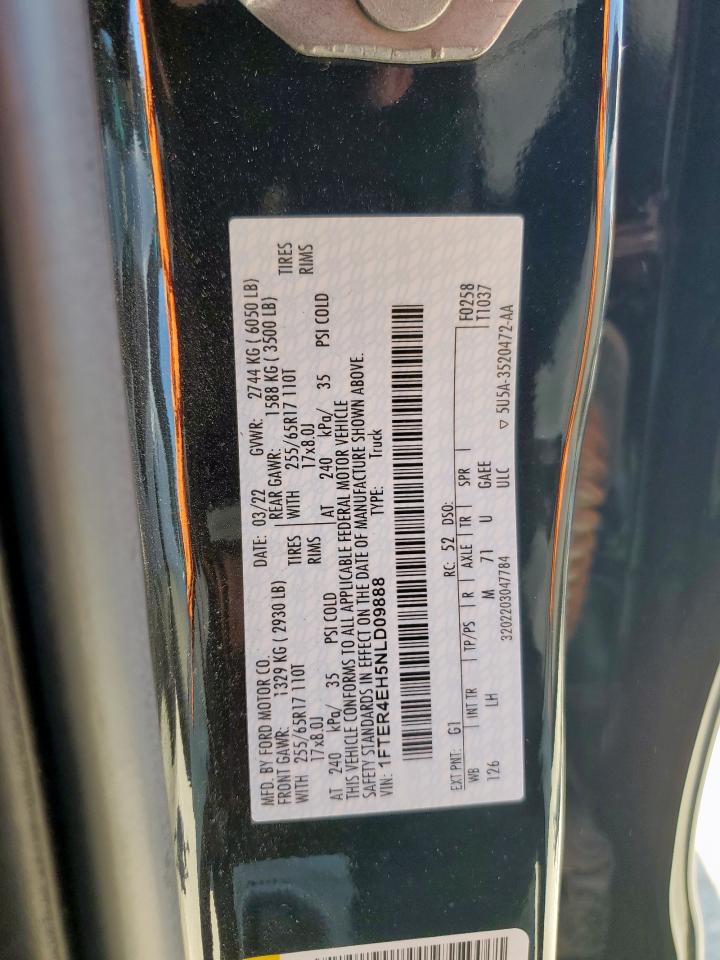 MFD. BY FORD MOTOR CO.
DATE: 03/22 GVWR: 2744 KG ( 6050 LB)
FRONT GAWR: 1329 KG ( 2930 LB)
REAR GAWR: 1588 KG ( 3500 LB)
WITH 255/65R17 110T TIRES
WITH 255/65R17 110T TIRES
17x8.0J RIMS
17x8.0J RIMS
AT 240 kPa/ 35 PSI COLD
AT 240 kPa/ 35 PSI COLD
THIS VEHICLE CONFORMS TO ALL APPLICABLE FEDERAL MOTOR VEHICLE
SAFETY STANDARDS IN EFFECT ON THE DATE OF MANUFACTURE SHOWN ABOVE.
VIN: 1FTER4EH5NLD09888
TYPE: Truck
EXT PNT: G1 RC: 52 DSO: F0258
WB INT TR TP/PS R AXLE TR SPR T1037
126 LH M 71 U GAEE
3202203047784 ULC ▽ 5U5A-3520472-AA